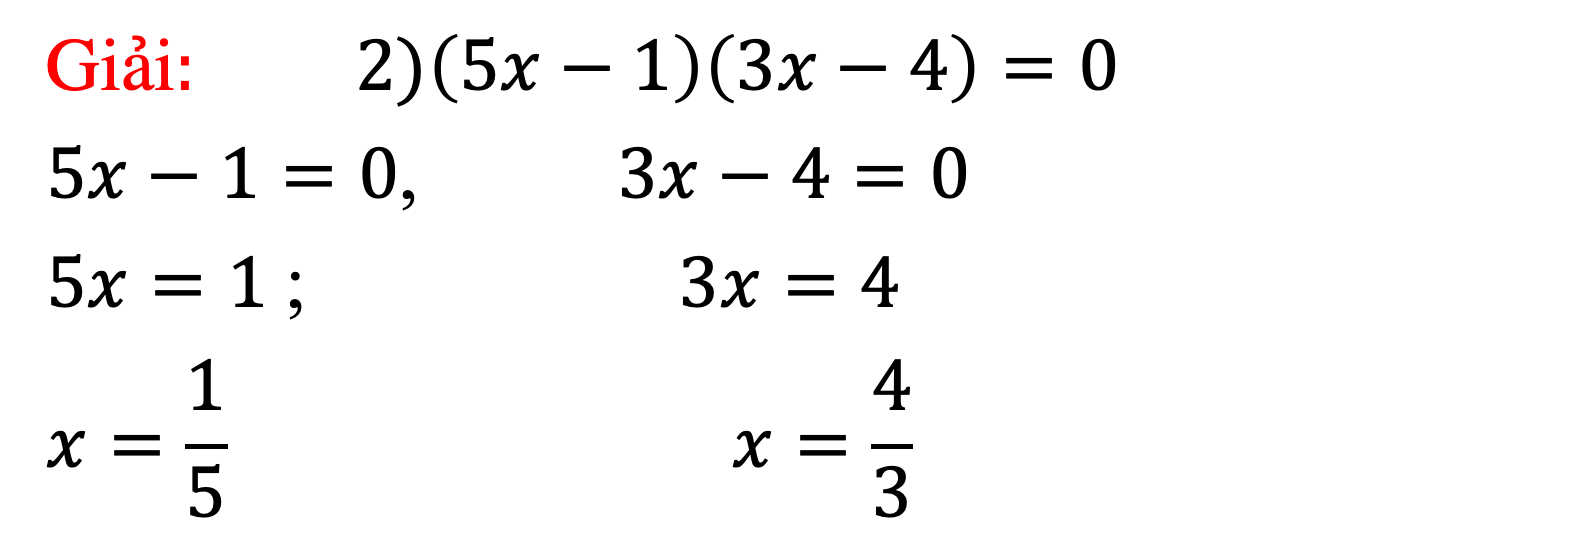 Giải: 2)(5x − 1)(3x − 4) = 0
5x − 1 = 0, 3x − 4 = 0
5x = 1 ; 3x = 4
x = 1/5 x = 4/3